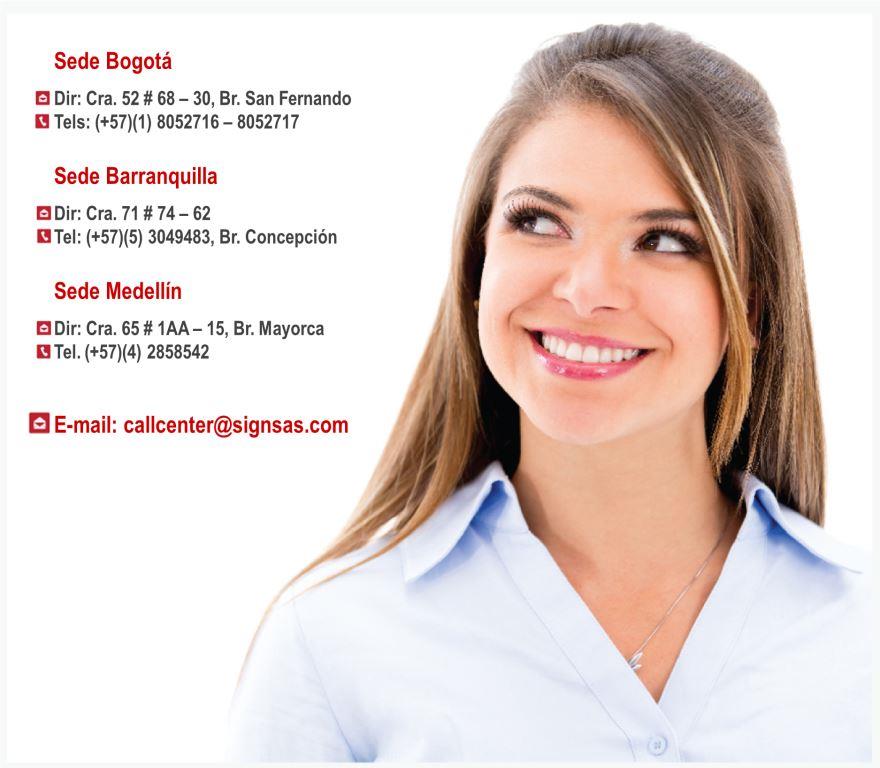 Sede Bogotá
Dir: Cra. 52 # 68 – 30, Br. San Fernando
Tels: (+57)(1) 8052716 – 8052717
Sede Barranquilla
Dir: Cra. 71 # 74 – 62
Tel: (+57)(5) 3049483, Br. Concepción
Sede Medellín
Dir: Cra. 65 # 1AA – 15, Br. Mayorca
Tel. (+57)(4) 2858542
E-mail: callcenter@signsas.com